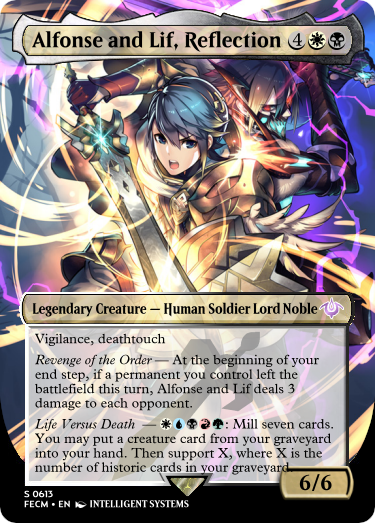 Alfonse and Lif, Reflection 4
Legendary Creature — Human Soldier Lord Noble
Vigilance, deathtouch
Revenge of the Order — At the beginning of your
end step, if a permanent you control left the
battlefield this turn, Alfonse and Lif deals 3
damage to each opponent.
Life Versus Death — : Mill seven cards.
You may put a creature card from your graveyard
into your hand. Then support X, where X is the
number of historic cards in your graveyard.
6/6
S 0613
FECM • EN INTELLIGENT SYSTEMS